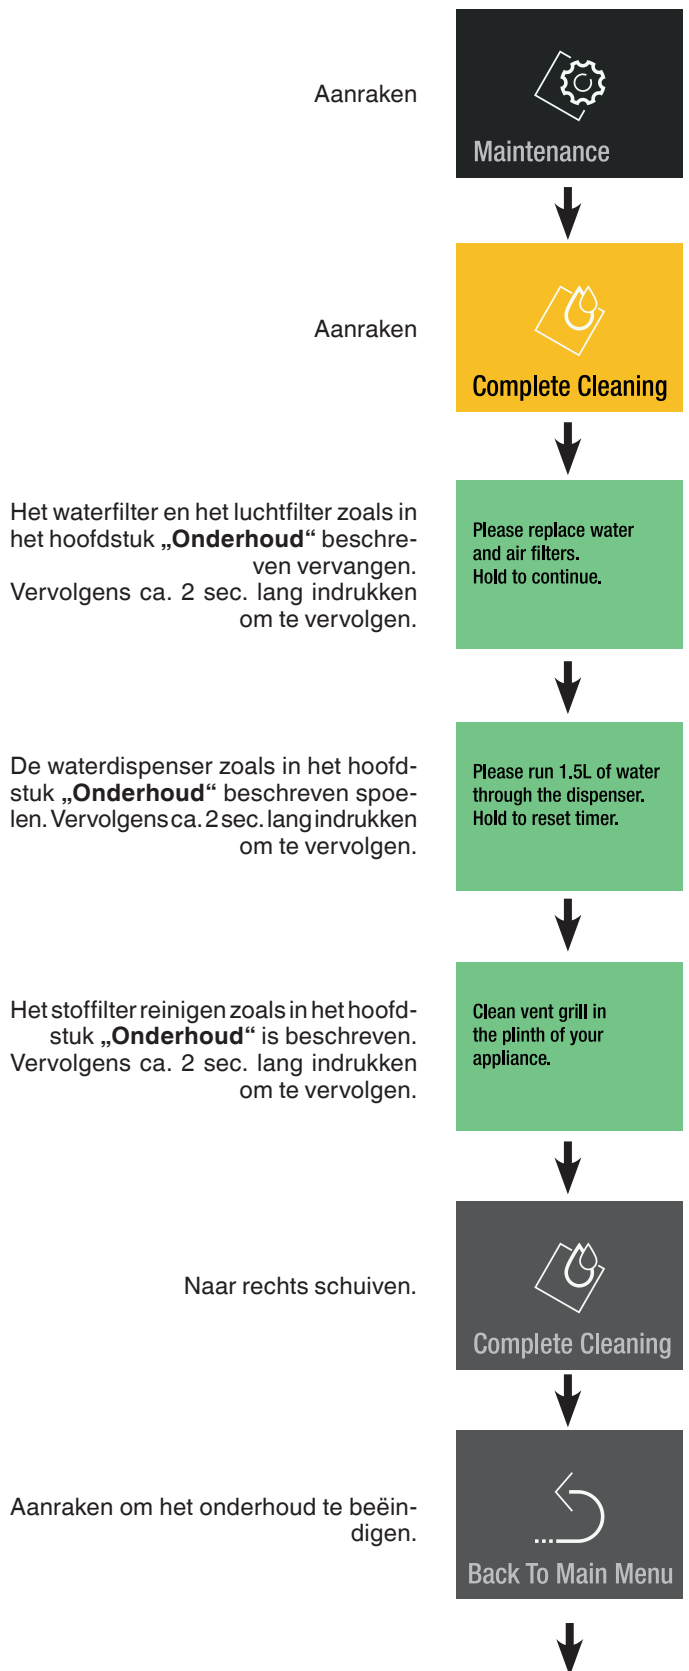 Aanraken
Maintenance
Aanraken
Complete Cleaning
Het waterfilter en het luchtfilter zoals in
het hoofdstuk „Onderhoud“ beschre-
ven vervangen.
Vervolgens ca. 2 sec. lang indrukken
om te vervolgen.
Please replace water
and air filters.
Hold to continue.
De waterdispenser zoals in het hoofd-
stuk „Onderhoud“ beschreven spoe-
len. Vervolgens ca. 2 sec. lang indrukken
om te vervolgen.
Please run 1.5L of water
through the dispenser.
Hold to reset timer.
Het stoffilter reinigen zoals in het hoofd-
stuk „Onderhoud“ is beschreven.
Vervolgens ca. 2 sec. lang indrukken
om te vervolgen.
Clean vent grill in
the plinth of your
appliance.
Naar rechts schuiven.
Complete Cleaning
Aanraken om het onderhoud te beëin-
digen.
Back To Main Menu